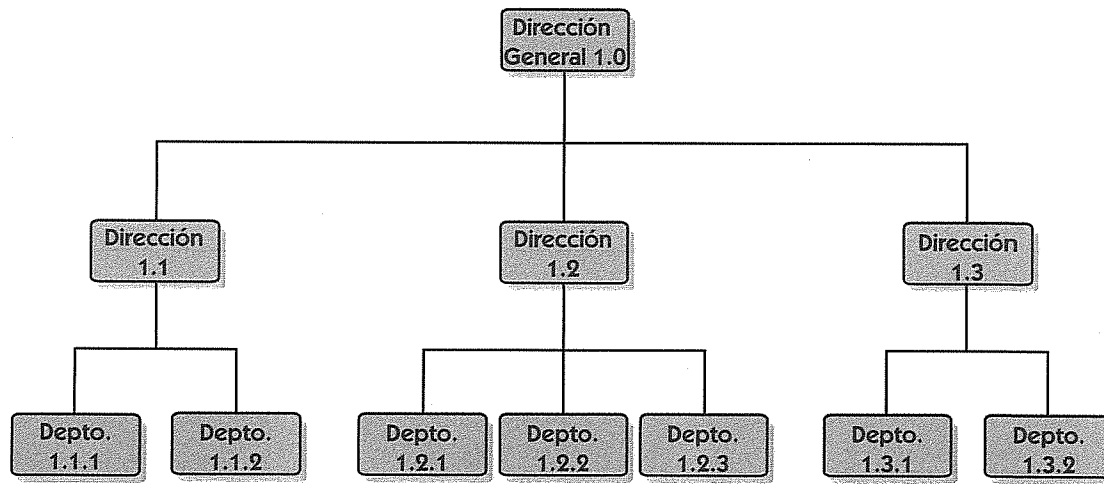 Dirección
General 1.0
Dirección
1.1
Dirección
1.2
Dirección
1.3
Depto.
1.1.1
Depto.
1.1.2
Depto.
1.2.1
Depto.
1.2.2
Depto.
1.2.3
Depto.
1.3.1
Depto.
1.3.2